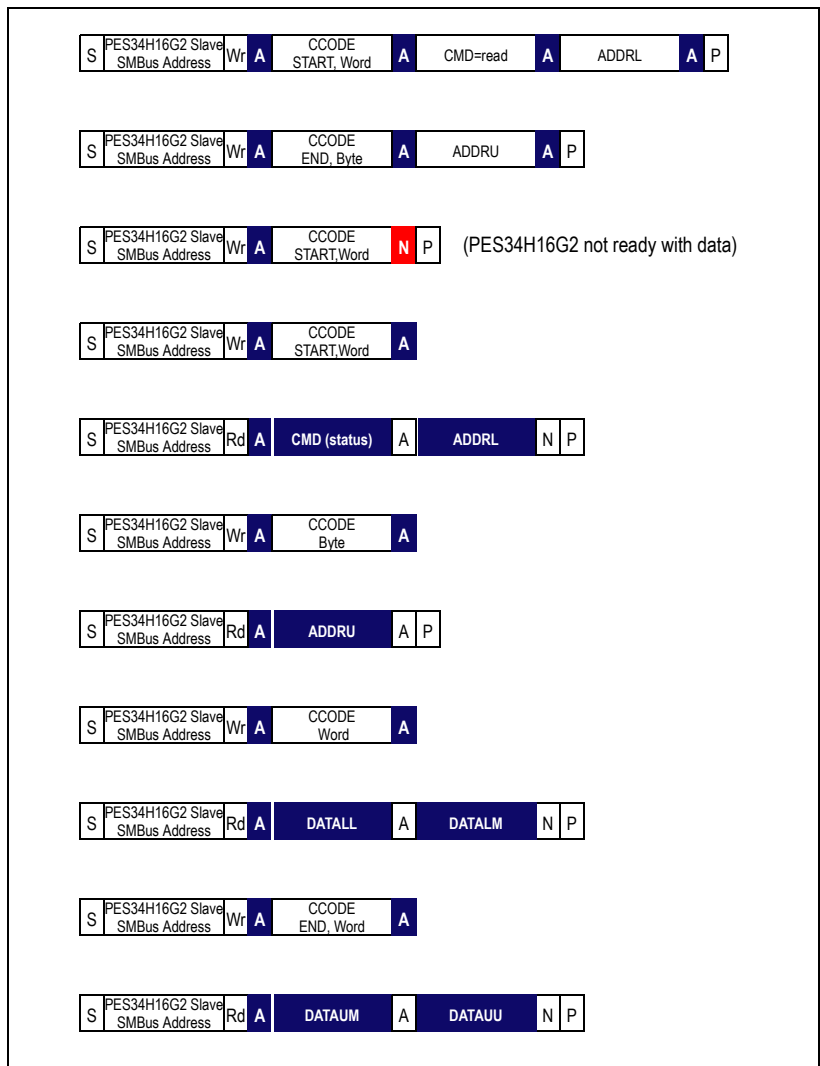 S PES34H16G2 Slave SMBus Address Wr A CCODE START, Word A CMD=read A ADDRL A P
S PES34H16G2 Slave SMBus Address Wr A CCODE END, Byte A ADDRU A P
S PES34H16G2 Slave SMBus Address Wr A CCODE START,Word N P (PES34H16G2 not ready with data)
S PES34H16G2 Slave SMBus Address Wr A CCODE START,Word A
S PES34H16G2 Slave SMBus Address Rd A CMD (status) A ADDRL N P
S PES34H16G2 Slave SMBus Address Wr A CCODE Byte A
S PES34H16G2 Slave SMBus Address Rd A ADDRU A P
S PES34H16G2 Slave SMBus Address Wr A CCODE Word A
S PES34H16G2 Slave SMBus Address Rd A DATALL A DATALM N P
S PES34H16G2 Slave SMBus Address Wr A CCODE END, Word A
S PES34H16G2 Slave SMBus Address Rd A DATAUM A DATAUU N P